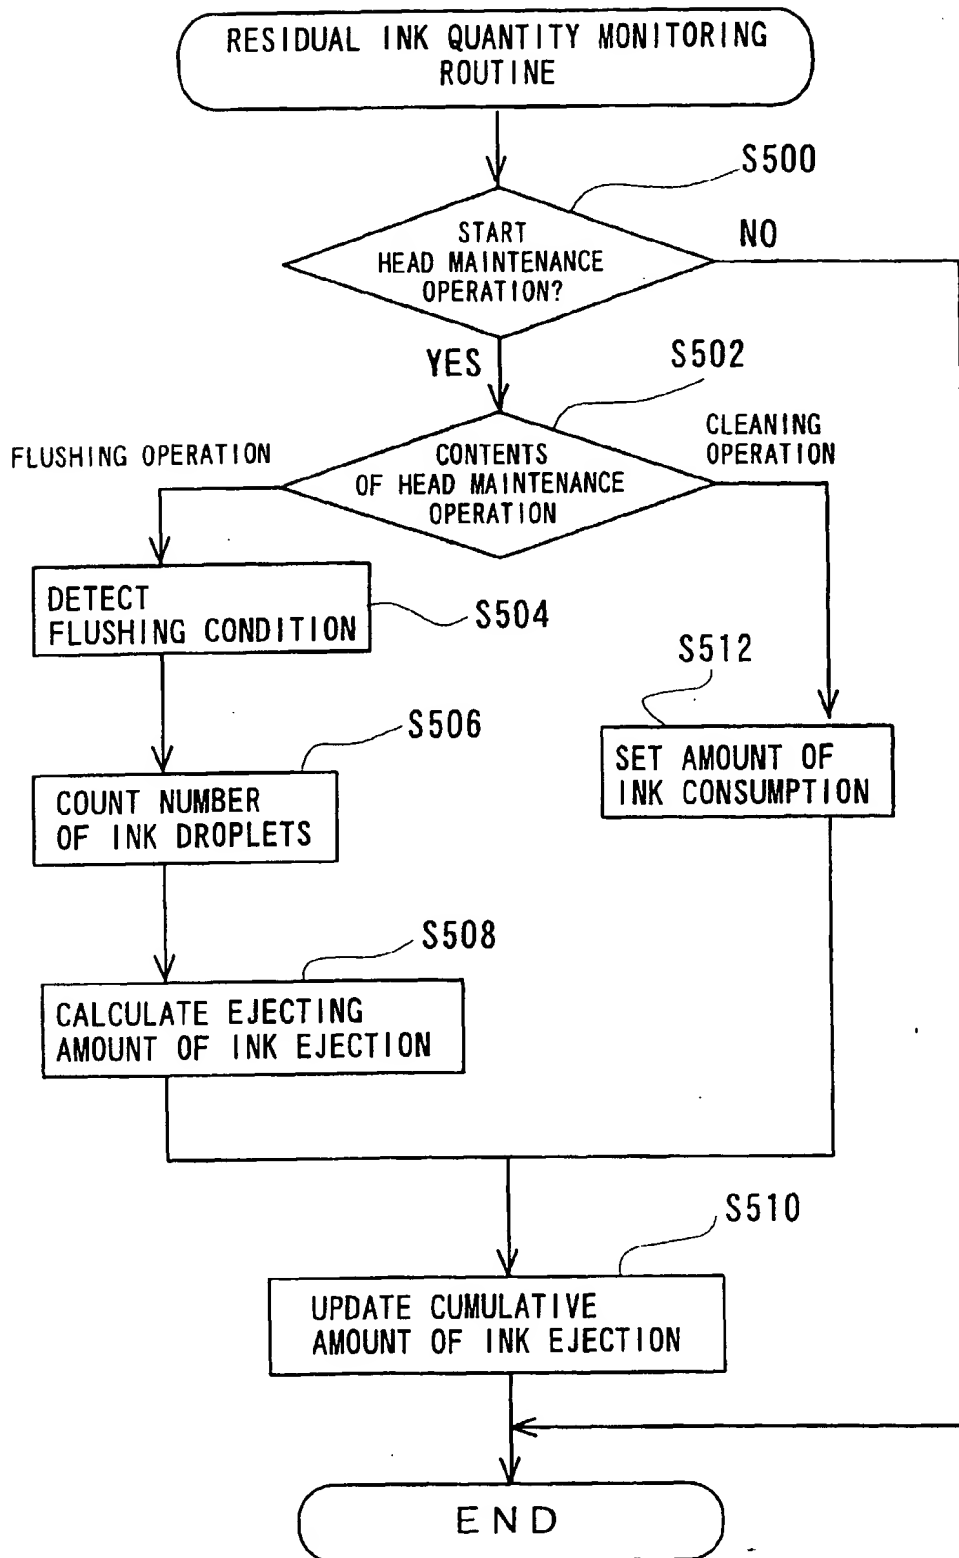 RESIDUAL INK QUANTITY MONITORING
ROUTINE
S500
START
HEAD MAINTENANCE
OPERATION?
NO
YES
S502
CONTENTS
OF HEAD MAINTENANCE
OPERATION
FLUSHING OPERATION
CLEANING
OPERATION
DETECT
FLUSHING CONDITION
S504
S512
SET AMOUNT OF
INK CONSUMPTION
S506
COUNT NUMBER
OF INK DROPLETS
S508
CALCULATE EJECTING
AMOUNT OF INK EJECTION
S510
UPDATE CUMULATIVE
AMOUNT OF INK EJECTION
END